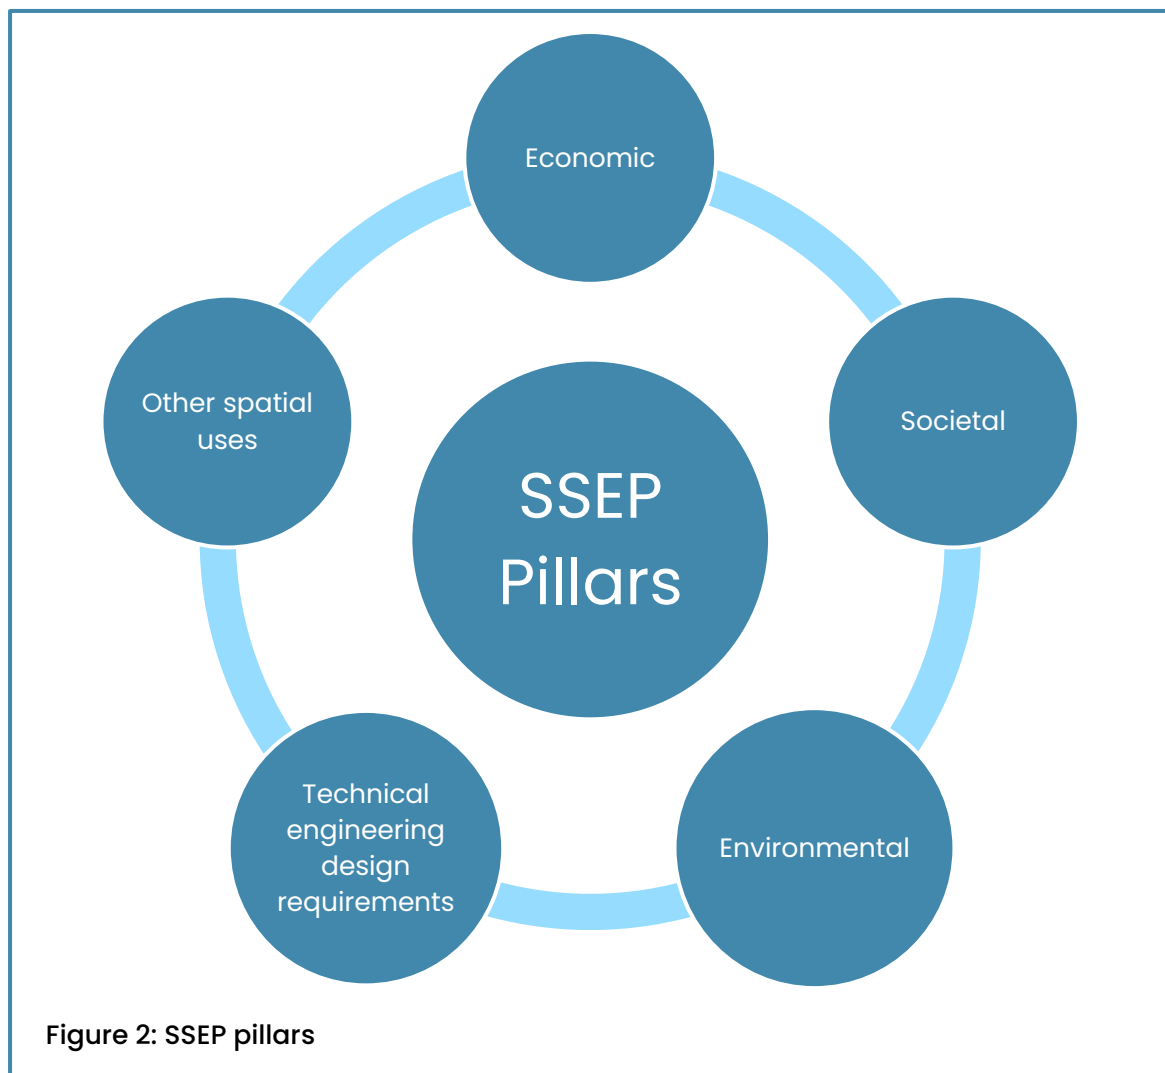 Economic
Societal
Environmental
Technical
engineering
design
requirements
Other spatial
uses
SSEP
Pillars
Figure 2: SSEP pillars